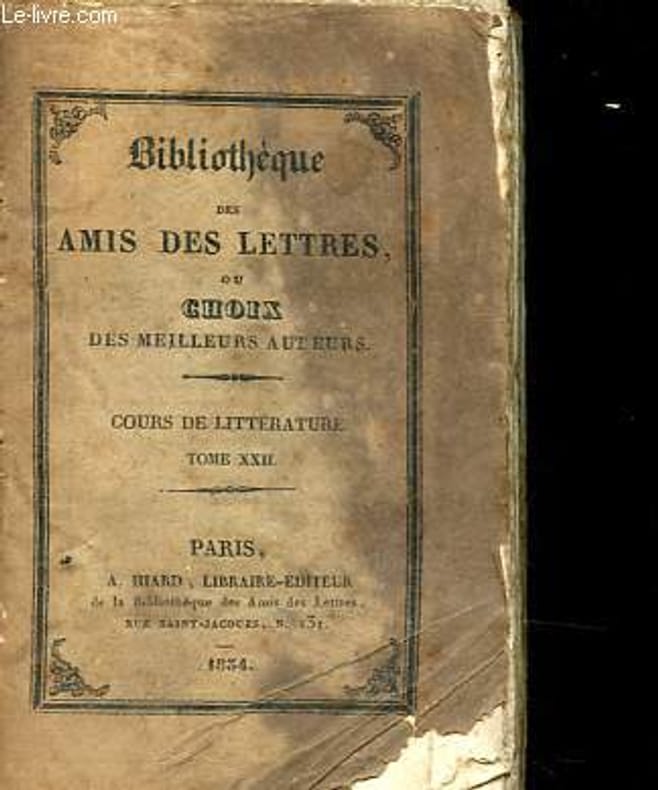 Le-livre.com
Bibliothèque
DES
AMIS DES LETTRES,
OU
CHOIX
DES MEILLEURS AUTEURS.
COURS DE LITTÉRATURE
TOME XXII.
PARIS,
A. HIARD, LIBRAIRE-ÉDITEUR
de la Bibliothèque des Amis des Lettres,
RUE SAINT-JACQUES, N. 131.
1834.